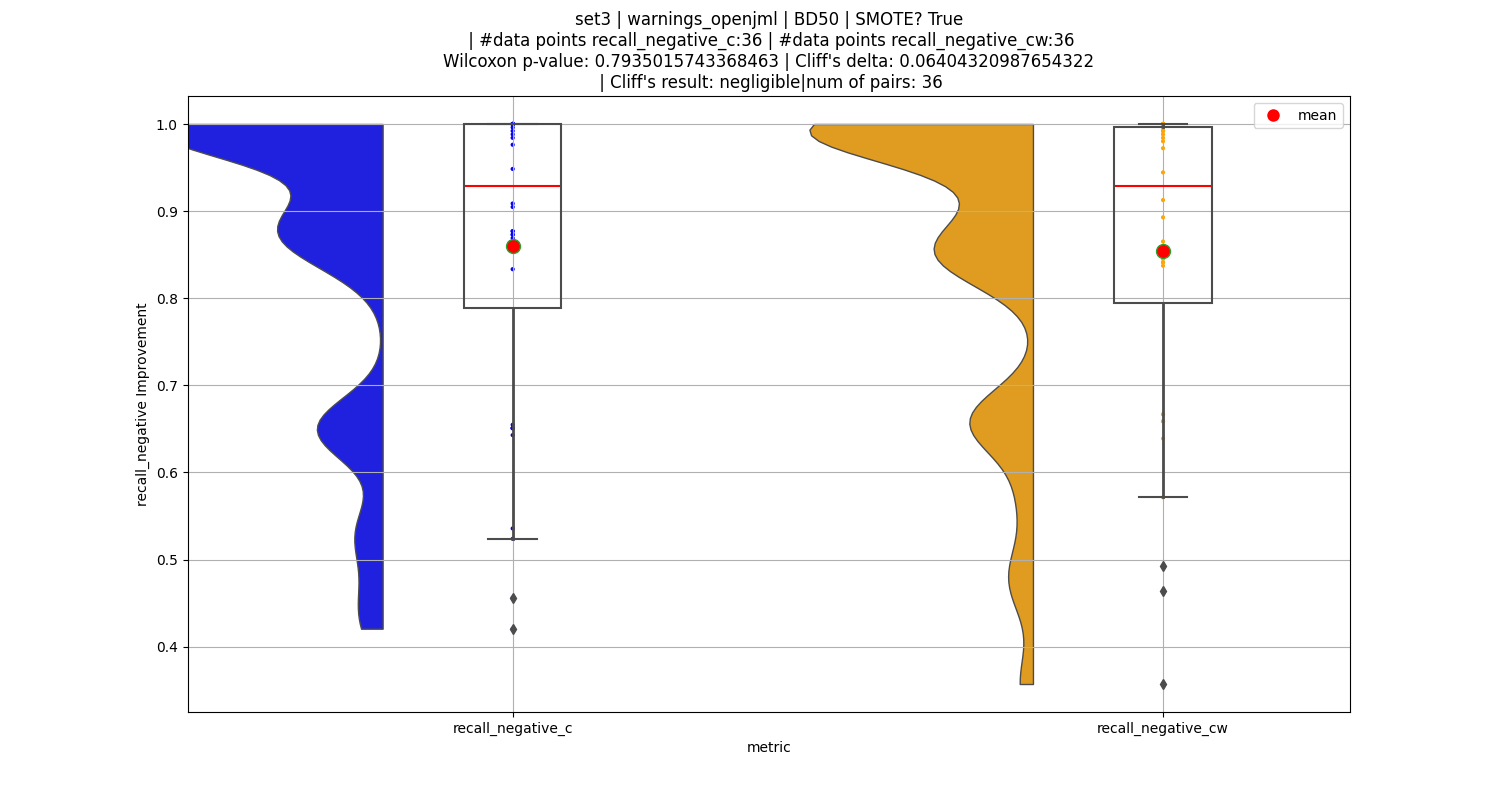 set3 | warnings_openjml | BD50 | SMOTE? True
| #data points recall_negative_c:36 | #data points recall_negative_cw:36
Wilcoxon p-value: 0.7935015743368463 | Cliff's delta: 0.06404320987654322
| Cliff's result: negligible|num of pairs: 36
mean
1.0
0.9
0.8
0.7
0.6
0.5
0.4
recall_negative Improvement
recall_negative_c
recall_negative_cw
metric